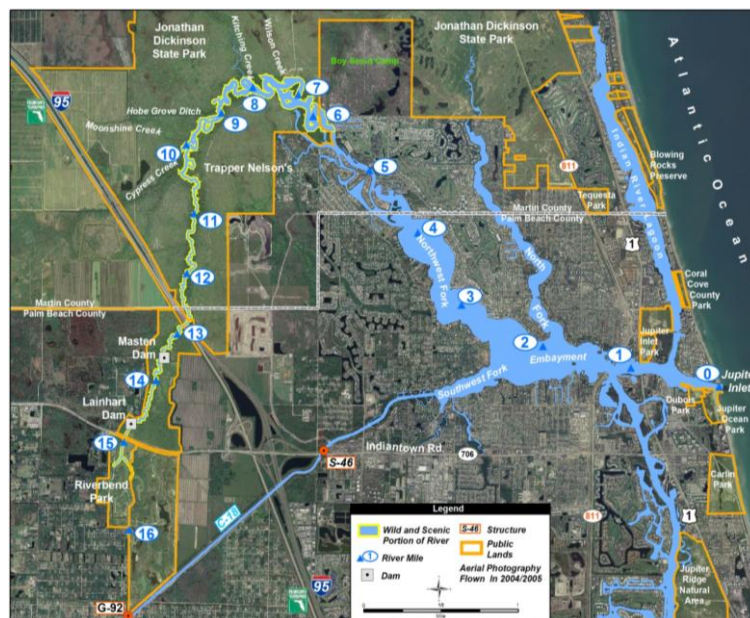 Jonathan
Dickinson
State Park
Kitching Creek
Wilson Creek
Boy Scout Camp
Jonathan Dickinson
State Park
Atlantic Ocean
95
Hobe Grove Ditch
Moonshine Creek
Cypress Creek
Trapper Nelson's
7
8
6
9
10
5
11
4
12
3
13
2
1
0
14
15
16
811
Tequesta
Park
Indian River Lagoon
Blowing
Rocks
Preserve
Martin County
Palm Beach County
1
Coral
Cove
County
Park
Northwest Fork
North
Fork
Embayment
Southwest Fork
Jupiter
Inlet
Park
Jupiter
Inlet
Dubois
Park
Jupiter
Ocean
Park
Carlin
Park
Martin County
Palm Beach County
Masten
Dam
Lainhart
Dam
Riverbend
Park
Indiantown Rd.
706
S-46
C-18
G-92
95
811
1
Jupiter
Ridge
Natural
Area
Legend
Wild and Scenic
Portion of River
1 River Mile
Dam
S-46 Structure
Public
Lands
Aerial Photography
Flown In 2004/2005